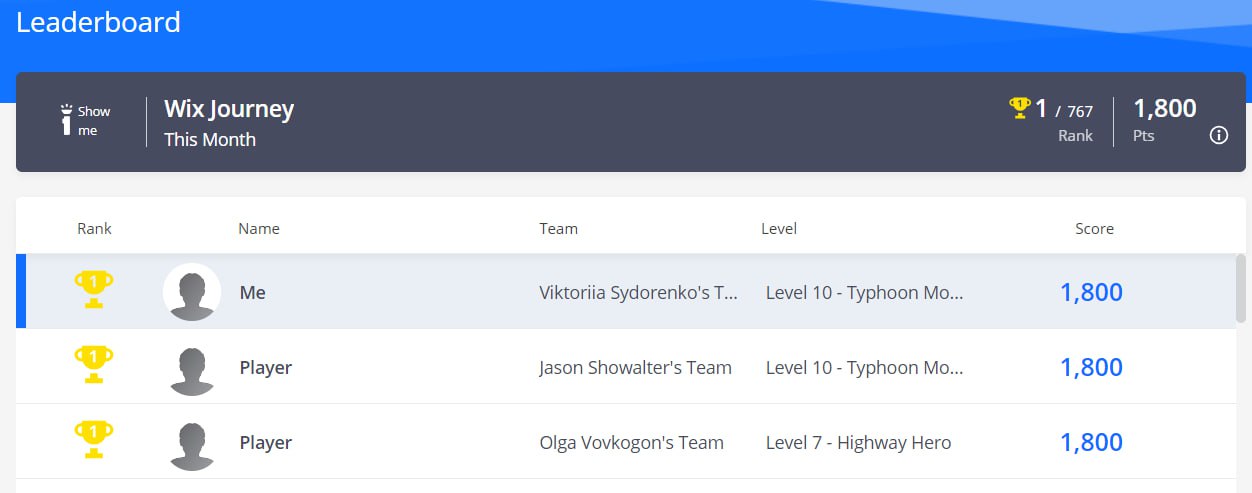 Leaderboard
Show me
Wix Journey
This Month
1 1 / 767
Rank
1,800
Pts
Rank Name Team Level Score
1 Me Viktoriia Sydorenko's T... Level 10 - Typhoon Mo... 1,800
1 Player Jason Showalter's Team Level 10 - Typhoon Mo... 1,800
1 Player Olga Vovkogon's Team Level 7 - Highway Hero 1,800